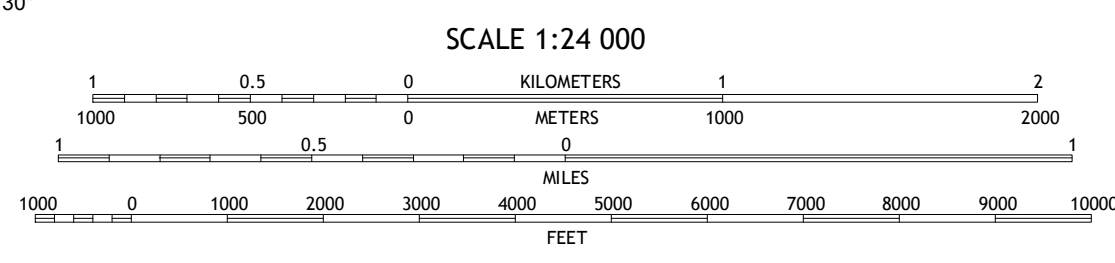 30"
SCALE 1:24 000
1 0.5 0 KILOMETERS 1 2
1000 500 0 METERS 1000 2000
1 0.5 0 1
MILES
1000 0 1000 2000 3000 4000 5000 6000 7000 8000 9000 10000
FEET